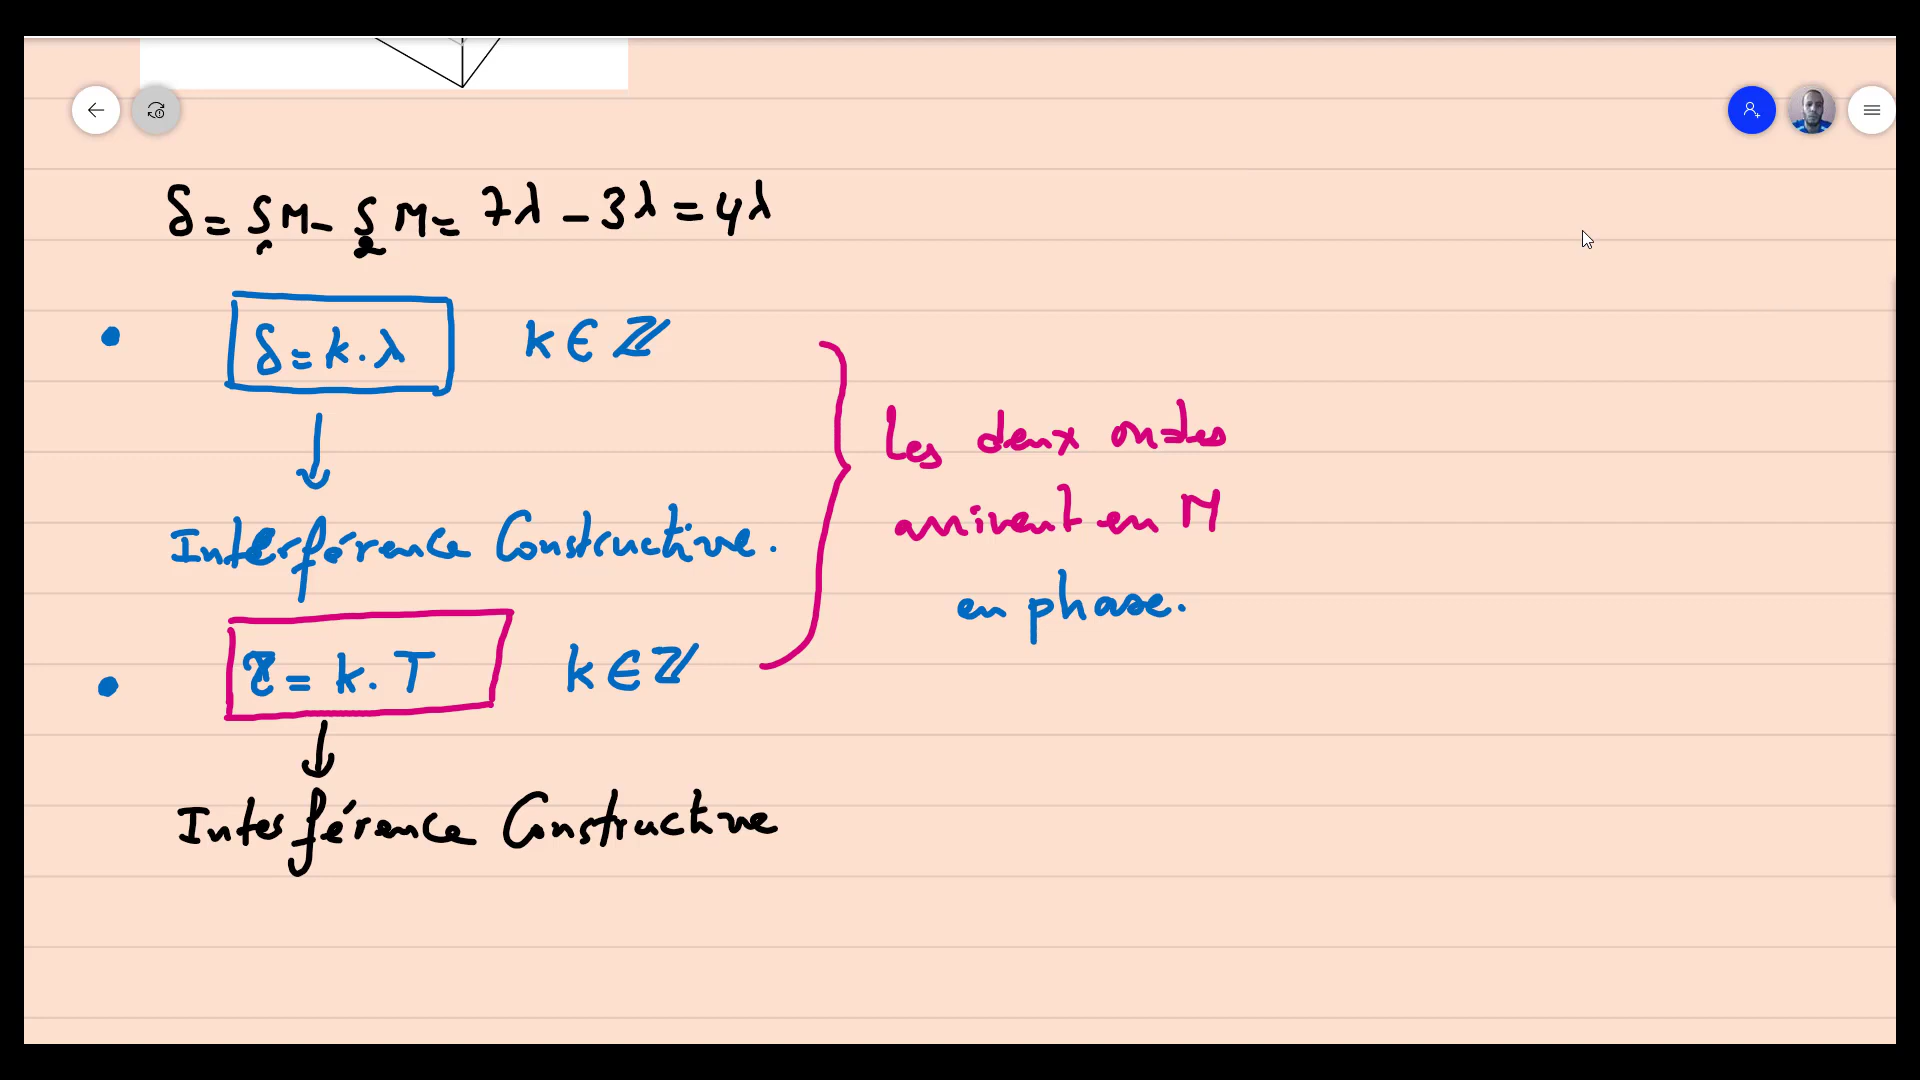 δ = S₁M - S₂M = 7λ - 3λ = 4λ
• δ = k.λ k ∈ ℤ
Interférence Constructive.
Les deux ondes
arrivent en M
en phase.
• τ = k.T k ∈ ℤ
Interférence Constructive